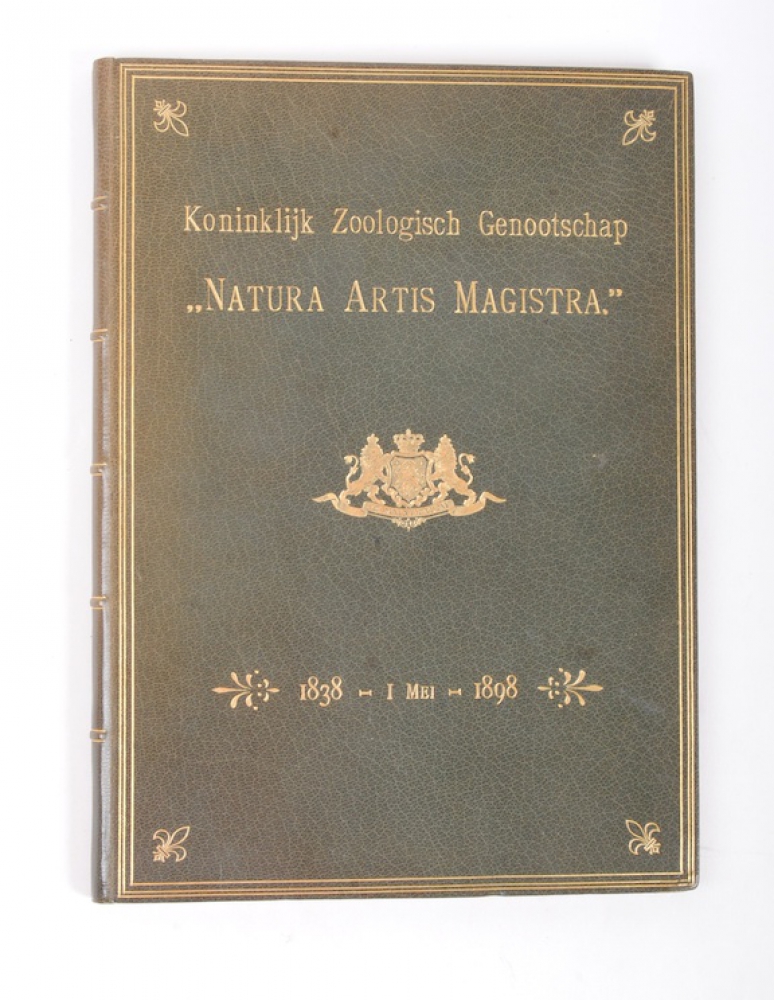 Koninklijk Zoologisch Genootschap
„Natura Artis Magistra.”
1838 - 1 Mei - 1898